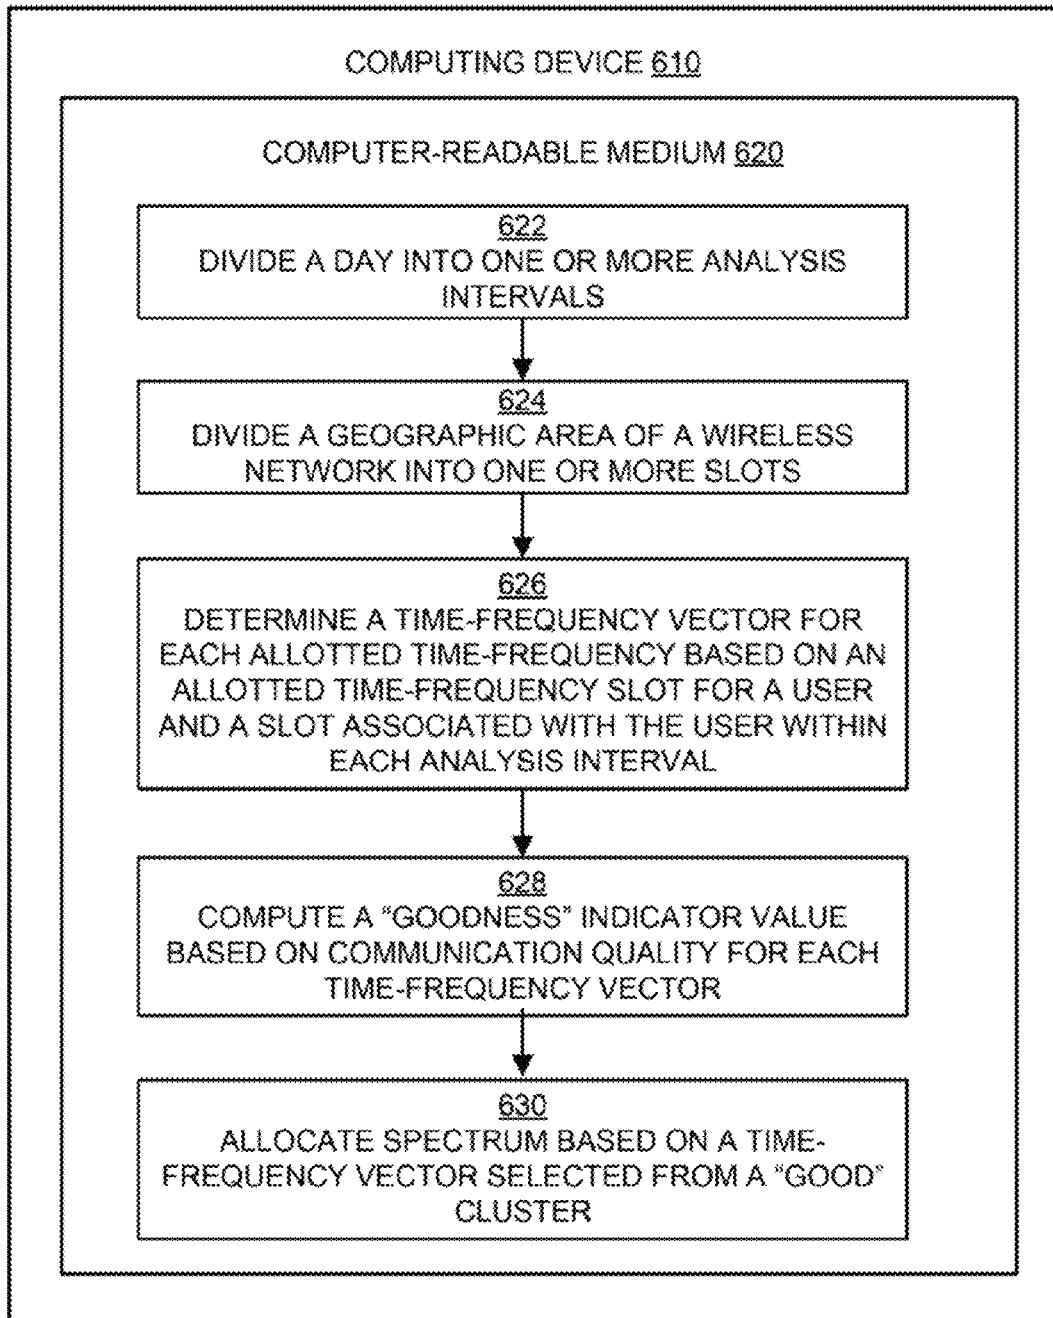 COMPUTING DEVICE 610
COMPUTER-READABLE MEDIUM 620
622
DIVIDE A DAY INTO ONE OR MORE ANALYSIS
INTERVALS
624
DIVIDE A GEOGRAPHIC AREA OF A WIRELESS
NETWORK INTO ONE OR MORE SLOTS
626
DETERMINE A TIME-FREQUENCY VECTOR FOR
EACH ALLOTTED TIME-FREQUENCY BASED ON AN
ALLOTTED TIME-FREQUENCY SLOT FOR A USER
AND A SLOT ASSOCIATED WITH THE USER WITHIN
EACH ANALYSIS INTERVAL
628
COMPUTE A “GOODNESS” INDICATOR VALUE
BASED ON COMMUNICATION QUALITY FOR EACH
TIME-FREQUENCY VECTOR
630
ALLOCATE SPECTRUM BASED ON A TIME-
FREQUENCY VECTOR SELECTED FROM A “GOOD”
CLUSTER